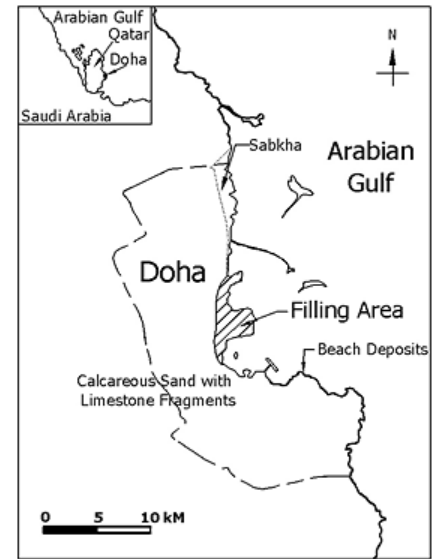 Arabian Gulf
Qatar
Doha
Saudi Arabia
N
Sabkha
Arabian
Gulf
Doha
Filling Area
Beach Deposits
Calcareous Sand with
Limestone Fragments
0 5 10 kM